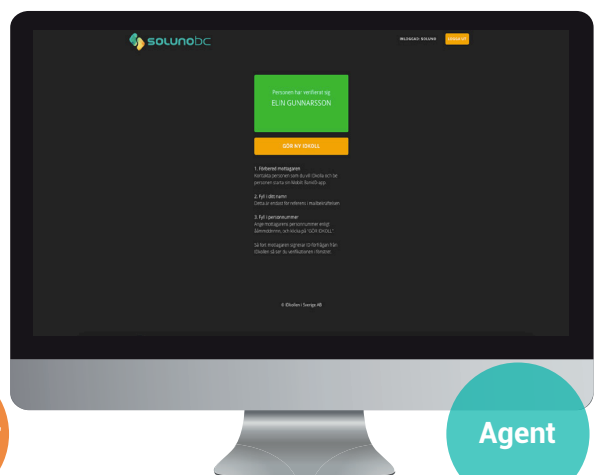 solunobc
INLOGGAD: SOLUNO
LOGGA UT
Personen har verifierat sig
ELIN GUNNARSSON
GÖR NY IDKOLL
1. Förbered mottagaren
Kontakta personen som du vill IDkolla och be
personen starta sin Mobilt BankID-app.
2. Fyll i ditt namn
Detta är endast för referens i mailbekräftelsen
3. Fyll i personnummer
Ange mottagarens personnummer enligt
ååååmmddnnnn, och klicka på "GÖR IDKOLL"
Så fort mottagaren signerat ID-förfrågan från
IDkollen så ser du verifikationen i fönstret.
© IDkollen i Sverige AB
Agent